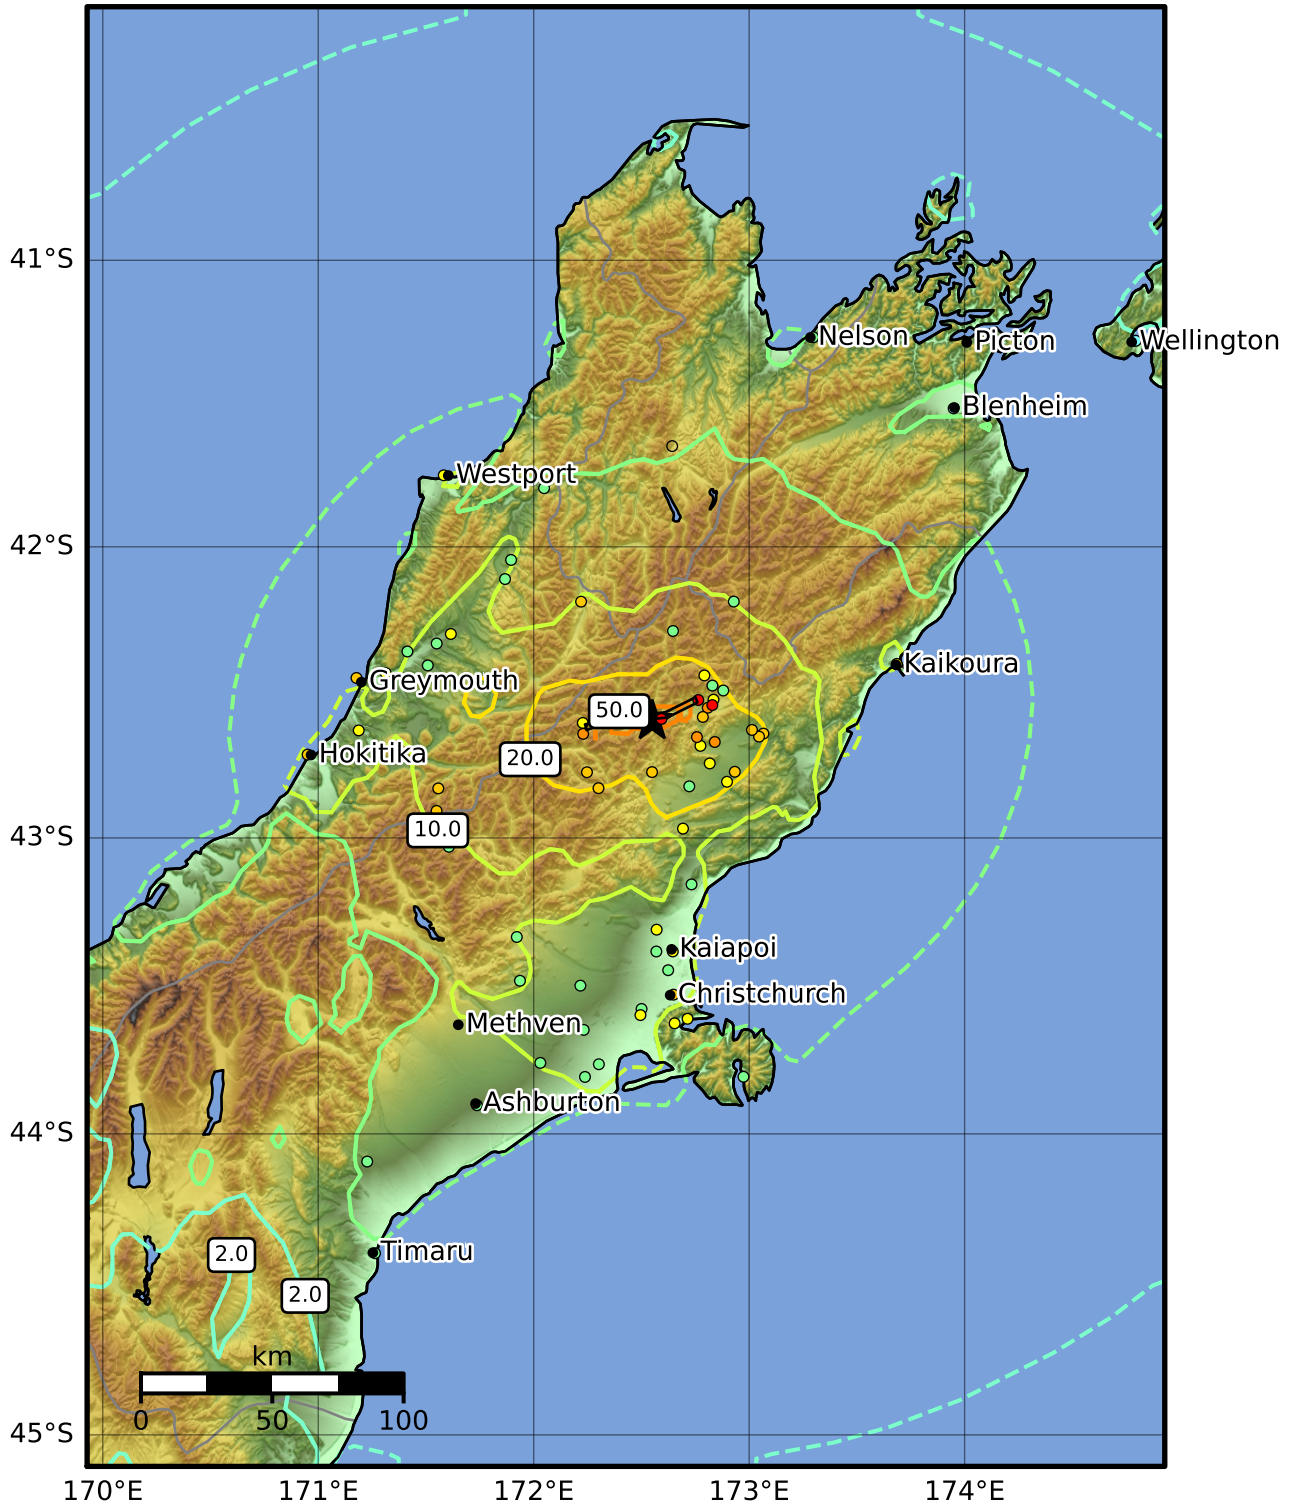 41°S
42°S
43°S
44°S
45°S
170°E
171°E
172°E
173°E
174°E
Nelson
Picton
Wellington
Blenheim
Westport
Kaikoura
Greymouth
50.0
Hokitika
20.0
10.0
Kaiapoi
Christchurch
Methven
Ashburton
Timaru
2.0
2.0
km
0
50
100